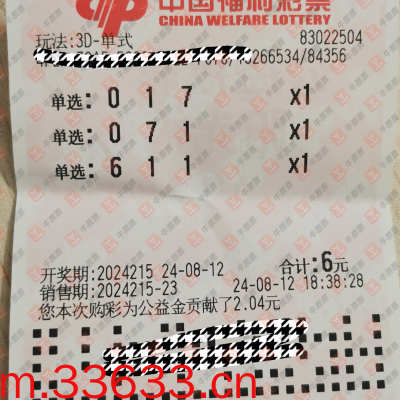 中国福利彩票
CHINA WELFARE LOTTERY
玩法:3D-单式 83022504
266534/84356
单选: 0 1 7 x1
单选: 0 7 1 x1
单选: 6 1 1 x1
开奖期:2024215 24-08-12 合计:6元
销售期:2024215-23 24-08-12 18:38:28
您本次购彩为公益金贡献了2.04元
m.33633.cn